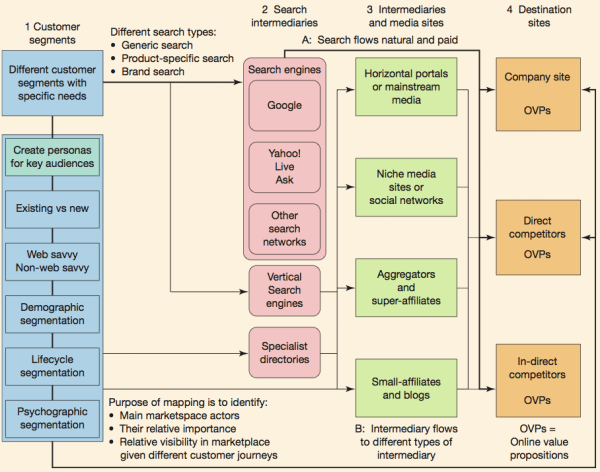 1 Customer
segments
Different search types:
• Generic search
• Product-specific search
• Brand search
2 Search
intermediaries
3 Intermediaries
and media sites
4 Destination
sites
A: Search flows natural and paid
Different customer
segments with
specific needs
Create personas
for key audiences
Existing vs new
Web savvy
Non-web savvy
Demographic
segmentation
Lifecycle
segmentation
Psychographic
segmentation
Search engines
Google
Yahoo!
Live
Ask
Other
search
networks
Vertical
Search
engines
Specialist
directories
Horizontal portals
or mainstream
media
Niche media
sites or
social networks
Aggregators
and
super-affiliates
Small-affiliates
and blogs
Company site
OVPs
Direct
competitors
OVPs
In-direct
competitors
OVPs
Purpose of mapping is to identify:
• Main marketspace actors
• Their relative importance
• Relative visibility in marketplace
given different customer journeys
B: Intermediary flows
to different types of
intermediary
OVPs =
Online value
propositions